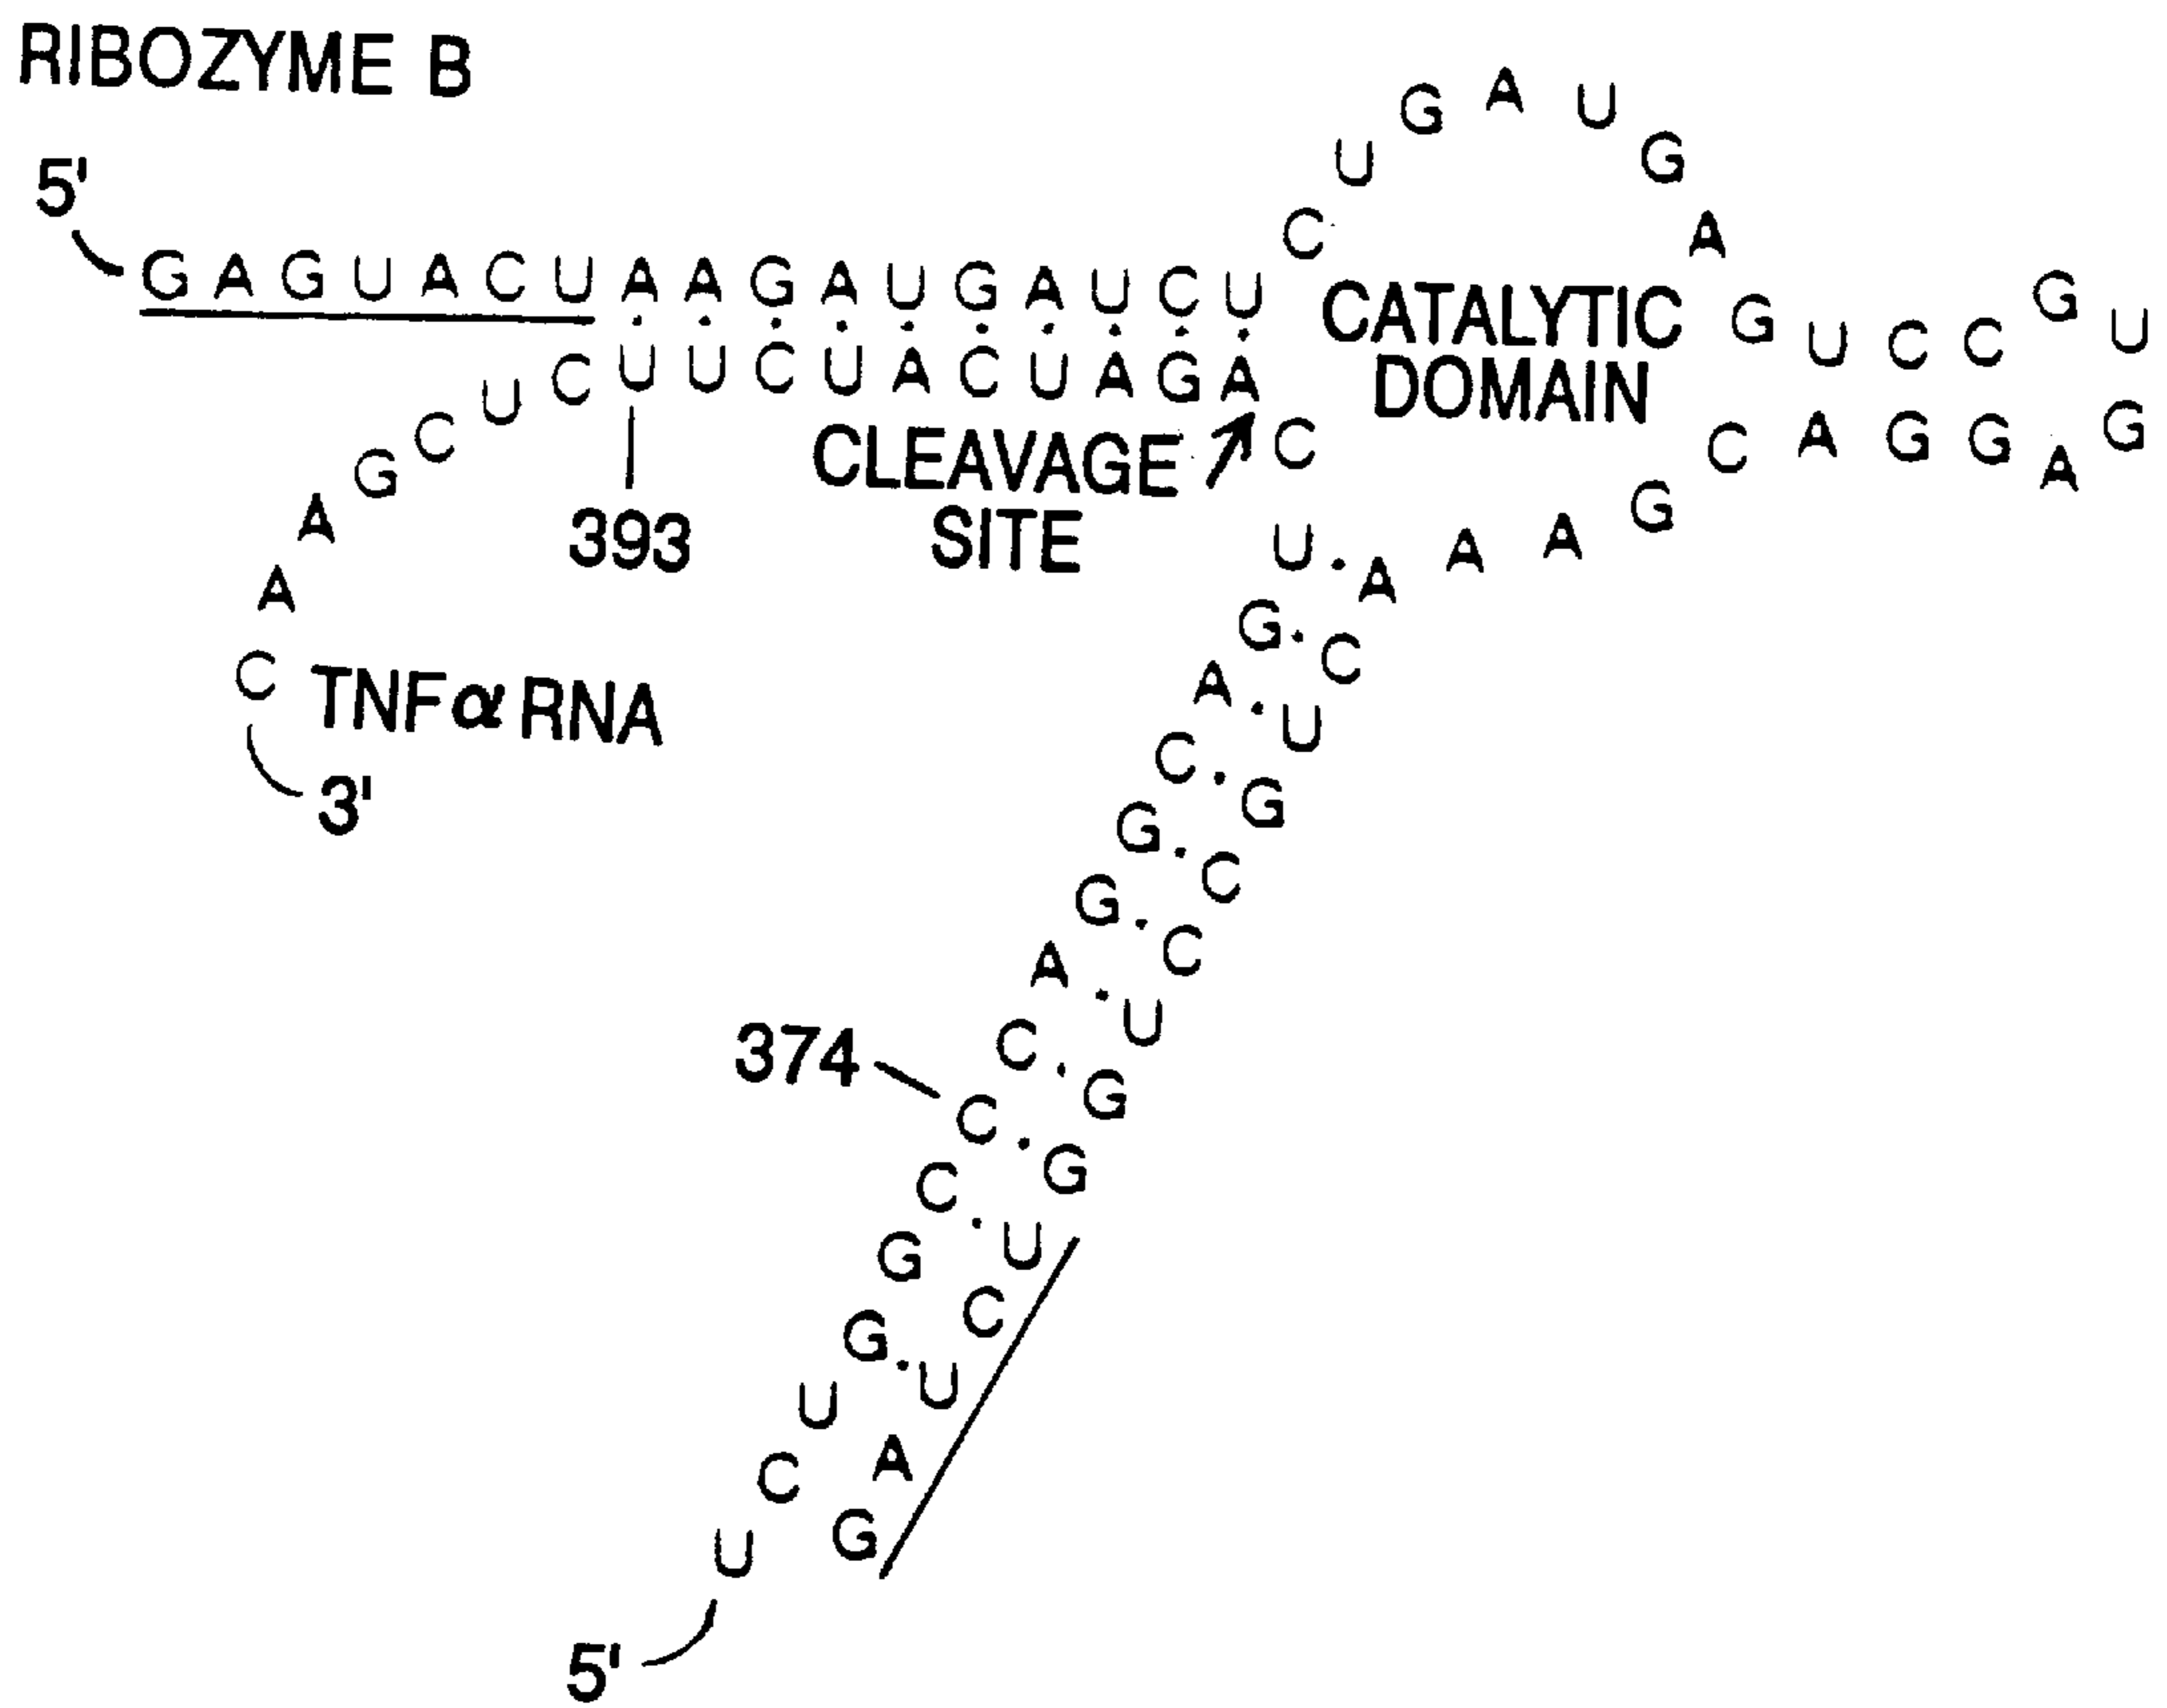 RIBOZYME B
5'
G A G U A C U A A G A U G A U C U
C U G A U G A
G U C C G U
G A G G A C
G A A A C U G C C U G G U C U A G
CATALYTIC
DOMAIN
C U U C U A C U A G A
U C G A A C
CLEAVAGE
SITE
393
C
U G A C G G A C C C G G U C U
TNFα RNA
3'
374
5'